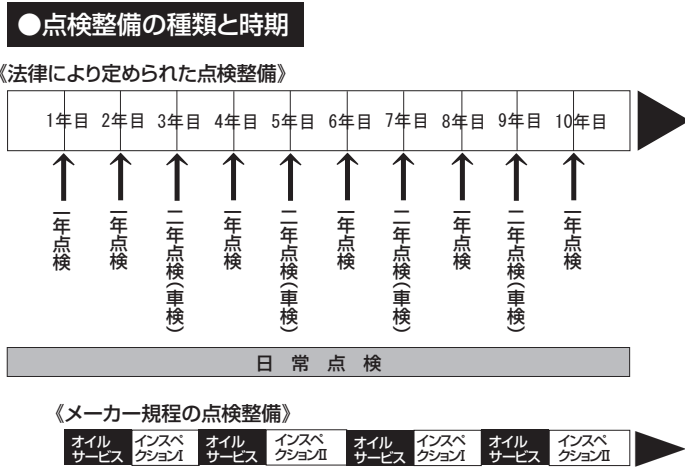 ●点検整備の種類と時期
《法律により定められた点検整備》
1年目 2年目 3年目 4年目 5年目 6年目 7年目 8年目 9年目 10年目
一年点検
一年点検
二年点検(車検)
一年点検
二年点検(車検)
一年点検
二年点検(車検)
一年点検
二年点検(車検)
一年点検
日常点検
《メーカー規程の点検整備》
オイル
サービス
インスペ
クションI
オイル
サービス
インスペ
クションII
オイル
サービス
インスペ
クションI
オイル
サービス
インスペ
クションII